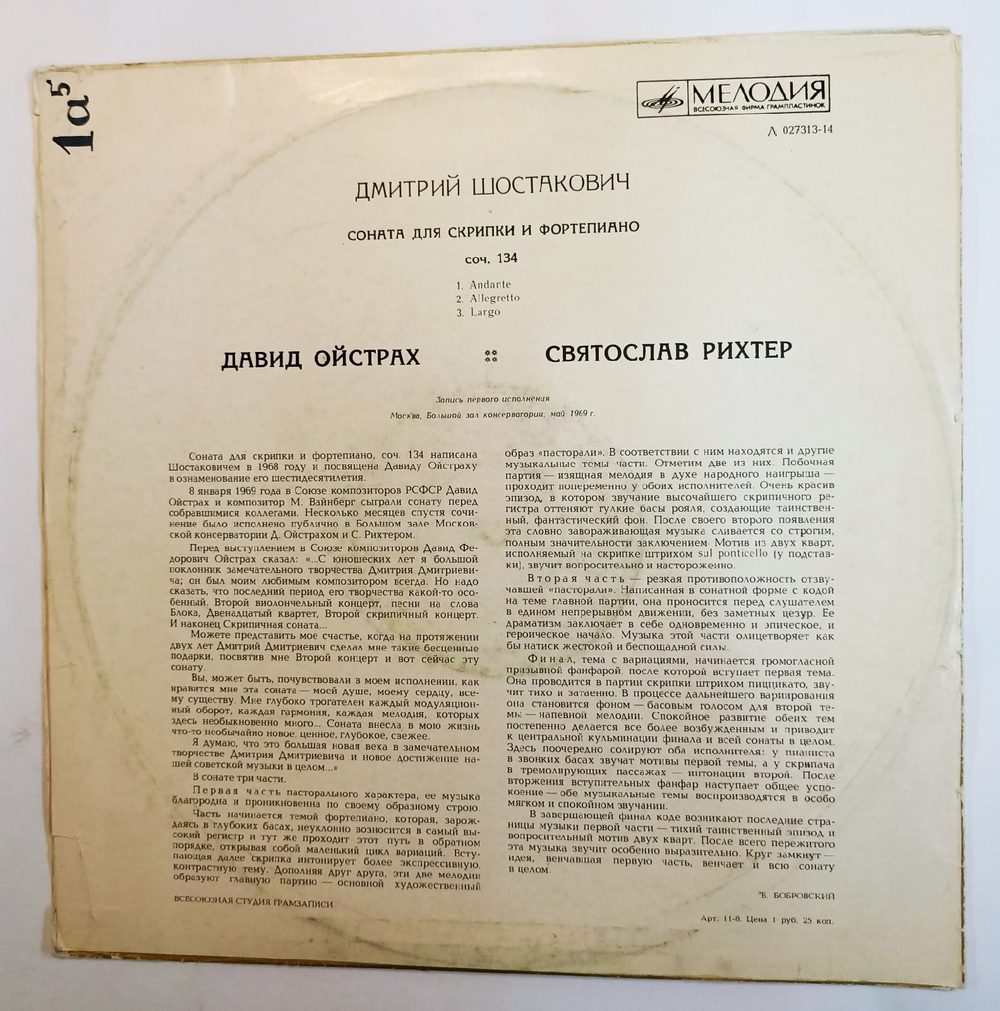 1а⁵
МЕЛОДИЯ
ВСЕСОЮЗНАЯ ФИРМА ГРАМПЛАСТИНОК
Д 027313-14
ДМИТРИЙ ШОСТАКОВИЧ
СОНАТА ДЛЯ СКРИПКИ И ФОРТЕПИАНО
СОЧ. 134
1. Andante
2. Allegretto
3. Largo
ДАВИД ОЙСТРАХ СВЯТОСЛАВ РИХТЕР
Запись первого исполнения
Москва, Большой зал консерватории, май 1969 г.
Соната для скрипки и фортепиано, соч. 134 написана
Шостаковичем в 1968 году и посвящена Давиду Ойстраху
в ознаменование его шестидесятилетия.
8 января 1969 года в Союзе композиторов РСФСР Давид
Ойстрах и композитор М. Вайнберг сыграли сонату перед
собравшимися коллегами. Несколько месяцев спустя сочи-
нение было исполнено публично в Большом зале Москов-
ской консерватории Д. Ойстрахом и С. Рихтером.
Перед выступлением в Союзе композиторов Давид Фе-
дорович Ойстрах сказал: «...С юношеских лет я большой
поклонник замечательного творчества Дмитрия Дмитриеви-
ча; он был моим любимым композитором всегда. Но надо
сказать, что последний период его творчества какой-то осо-
бенный. Второй виолончельный концерт, песни на слова
Блока, Двенадцатый квартет, Второй скрипичный концерт.
И наконец Скрипичная соната...
Можете представить мое счастье, когда на протяжении
двух лет Дмитрий Дмитриевич сделал мне такие бесценные
подарки, посвятив мне Второй концерт и вот сейчас эту
сонату.
Вы, может быть, почувствовали в моем исполнении, как
нравится мне эта соната — моей душе, моему сердцу, все-
му существу. Мне глубоко трогателен каждый модуляцион-
ный оборот, каждая гармония, каждая мелодия, которых
здесь необыкновенно много... Соната внесла в мою жизнь
что-то необычайно новое, ценное, глубокое, свежее.
Я думаю, что это большая новая веха в замечательном
творчестве Дмитрия Дмитриевича и новое достижение на-
шей советской музыки в целом...»
В сонате три части.
Первая часть пасторального характера, ее музыка
благородна и проникновенна по своему образному строю.
Часть начинается темой фортепиано, которая, зарож-
даясь в глубоких басах, неуклонно возносится в самый вы-
сокий регистр и тут же проходит этот путь в обратном
порядке, открывая собой маленький цикл вариаций. Всту-
пающая далее скрипка интонирует более экспрессивную,
контрастную тему. Дополняя друг друга, эти две мелодии
образуют главную партию — основной художественный
ВСЕСОЮЗНАЯ СТУДИЯ ГРАМЗАПИСИ
образ «пасторали». В соответствии с ним находятся и другие
музыкальные темы части. Отметим две из них. Побочная
партия — изящная мелодия в духе народного наигрыша —
проходит попеременно у обоих исполнителей. Очень красив
эпизод, в котором звучание высочайшего скрипичного ре-
гистра оттеняют гулкие басы рояля, создающие таинствен-
ный, фантастический фон. После своего второго появления
эта словно завораживающая музыка сливается со строгим,
полным значительности заключением. Мотив из двух кварт,
исполняемый на скрипке штрихом sul ponticello (у подстав-
ки), звучит вопросительно и настороженно.
Вторая часть — резкая противоположность отзву-
чавшей «пасторали». Написанная в сонатной форме с кодой
на теме главной партии, она проносится перед слушателем
в едином непрерывном движении, без заметных цезур. Ее
драматизм заключает в себе одновременно и эпическое, и
героическое начало. Музыка этой части олицетворяет как
бы натиск жестокой и беспощадной силы.
Финал, тема с вариациями, начинается громогласной
призывной фанфарой, после которой вступает первая тема.
Она проводится в партии скрипки штрихом пиццикато, зву-
чит тихо и затаенно. В процессе дальнейшего варьирования
она становится фоном — басовым голосом для второй те-
мы — напевной мелодии. Спокойное развитие обеих тем
постепенно делается все более возбужденным и приводит
к центральной кульминации финала и всей сонаты в целом.
Здесь поочередно солируют оба исполнителя: у пианиста
в звонких басах звучат мотивы первой темы, а у скрипача
в тремолирующих пассажах — интонации второй. После
вторжения вступительных фанфар наступает общее успо-
коение — обе музыкальные темы воспроизводятся в особо
мягком и спокойном звучании.
В завершающей финал коде возникают последние стра-
ницы музыки первой части — тихий таинственный эпизод и
вопросительный мотив двух кварт. После всего пережитого
эта музыка звучит особенно выразительно. Круг замкнут —
идея, венчавшая первую часть, венчает и всю сонату
в целом.
В. БОБРОВСКИЙ
Арт. 11-8. Цена 1 руб. 25 коп.